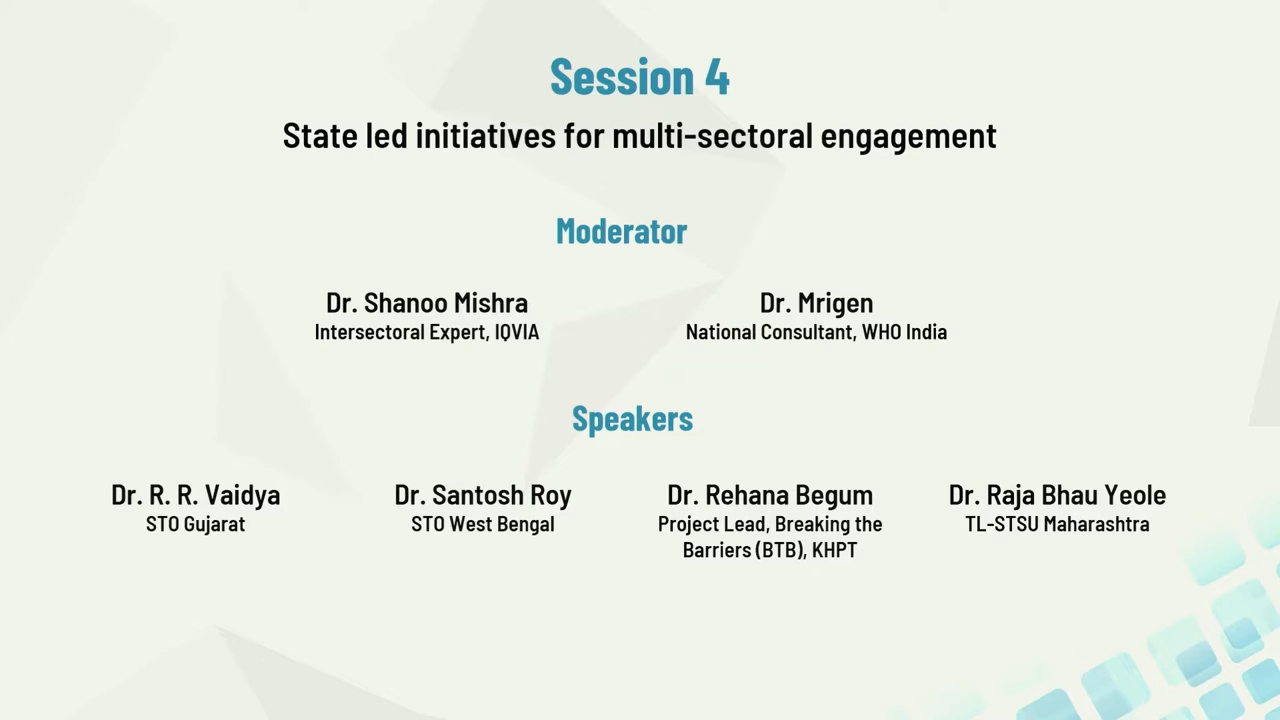 Session 4
State led initiatives for multi-sectoral engagement
Moderator
Dr. Shanoo Mishra
Intersectoral Expert, IQVIA
Dr. Mrigen
National Consultant, WHO India
Speakers
Dr. R. R. Vaidya
STO Gujarat
Dr. Santosh Roy
STO West Bengal
Dr. Rehana Begum
Project Lead, Breaking the
Barriers (BTB), KHPT
Dr. Raja Bhau Yeole
TL-STSU Maharashtra